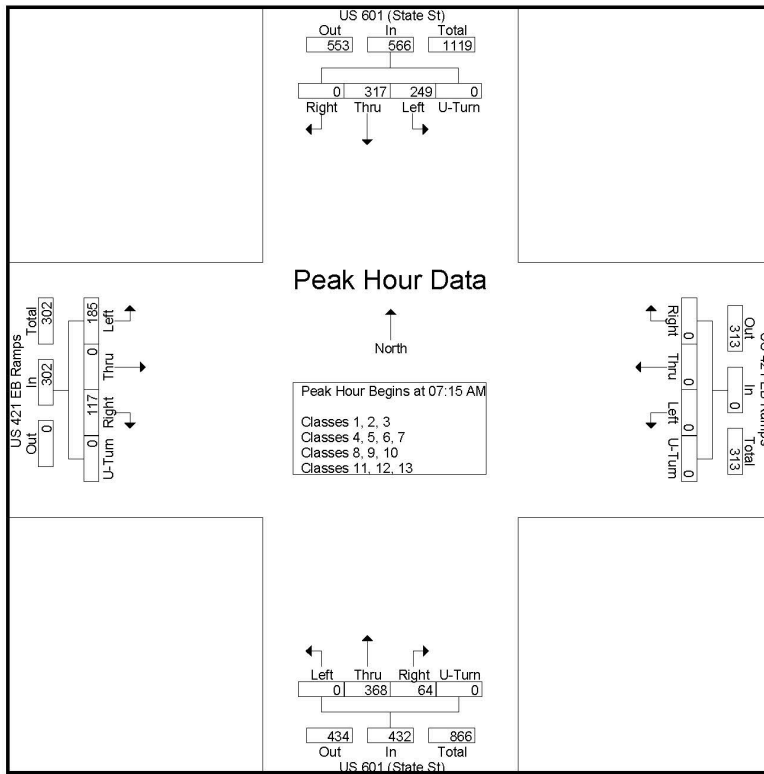 US 601 (State St)
Out In Total
553 566 1119
0 317 249 0
Right Thru Left U-Turn
Peak Hour Data
North
Peak Hour Begins at 07:15 AM
Classes 1, 2, 3
Classes 4, 5, 6, 7
Classes 8, 9, 10
Classes 11, 12, 13
US 421 EB Ramps
Out In Total
0 302 302
U-Turn Right Thru Left
0 117 0 185
Out In Total
313 0 313
Right Thru Left U-Turn
0 0 0 0
Left Thru Right U-Turn
0 368 64 0
434 432 866
Out In Total
US 601 (State St)